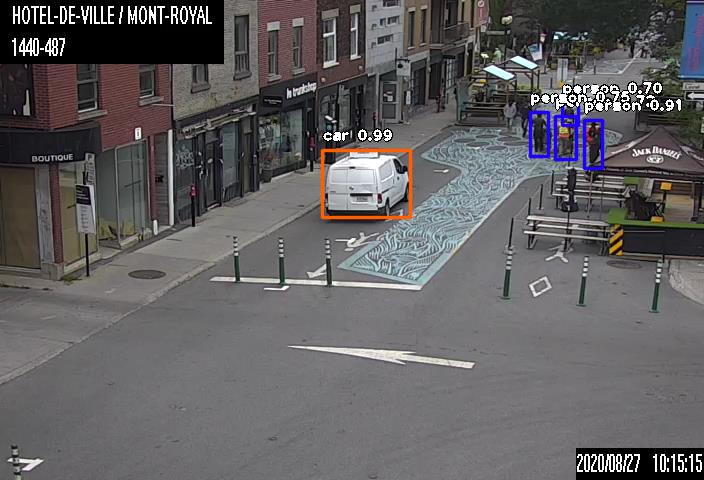 HOTEL-DE-VILLE / MONT-ROYAL
1440-487
person 0.70
person 0.91
car 0.99
BOUTIQUE
JACK DANIEL'S
2020/08/27 10:15:15